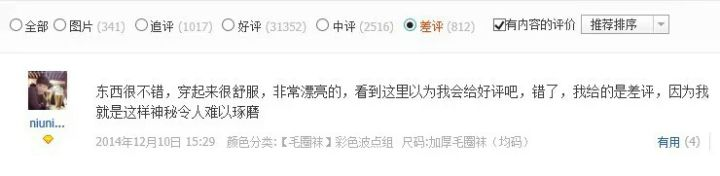 全部 图片 (341) 追评 (1017) 好评 (31352) 中评 (2516) 差评 (812) 有内容的评价 推荐排序
东西很不错，穿起来很舒服，非常漂亮的，看到这里以为我会给好评吧，错了，我给的是差评，因为我
就是这样神秘令人难以琢磨
niuni...
2014年12月10日 15:29 颜色分类:【毛圈袜】彩色波点组 尺码:加厚毛圈袜（均码） 有用 (4)